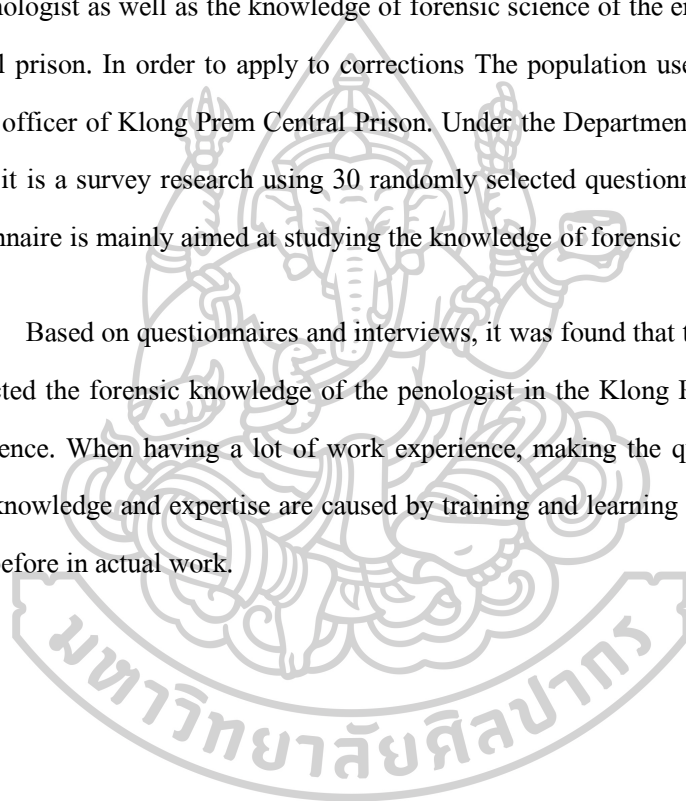 nologist as well as the knowledge of forensic science of the en
l prison. In order to apply to corrections The population use
officer of Klong Prem Central Prison. Under the Departmen
it is a survey research using 30 randomly selected questionn
nnaire is mainly aimed at studying the knowledge of forensic
Based on questionnaires and interviews, it was found that t
cted the forensic knowledge of the penologist in the Klong
ence. When having a lot of work experience, making the q
knowledge and expertise are caused by training and learning
before in actual work.
มหาวิทยาลัยศิลปากร